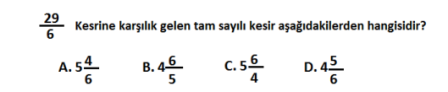 29/6 Kesrine karşılık gelen tam sayılı kesir aşağıdakilerden hangisidir?
A. 5 4/6 B. 4 6/5 C. 5 6/4 D. 4 5/6